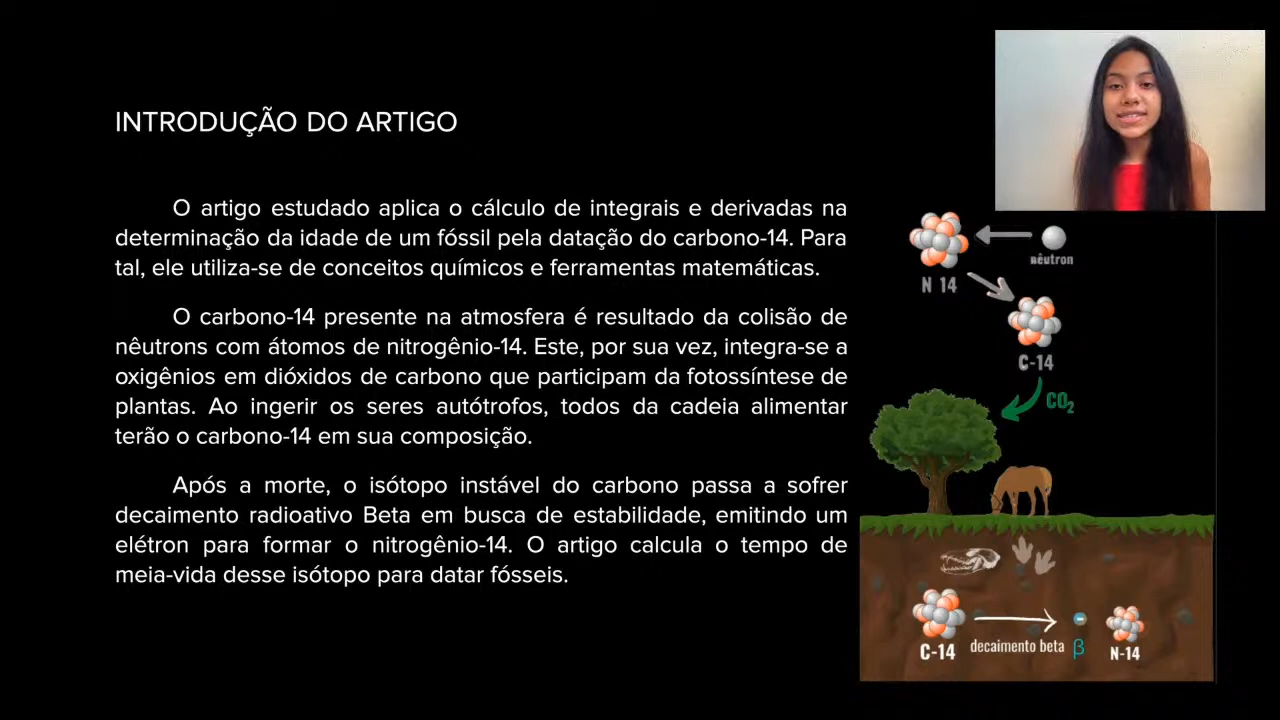 INTRODUÇÃO DO ARTIGO
O artigo estudado aplica o cálculo de integrais e derivadas na
determinação da idade de um fóssil pela datação do carbono-14. Para
tal, ele utiliza-se de conceitos químicos e ferramentas matemáticas.
O carbono-14 presente na atmosfera é resultado da colisão de
nêutrons com átomos de nitrogênio-14. Este, por sua vez, integra-se a
oxigênios em dióxidos de carbono que participam da fotossíntese de
plantas. Ao ingerir os seres autótrofos, todos da cadeia alimentar
terão o carbono-14 em sua composição.
Após a morte, o isótopo instável do carbono passa a sofrer
decaimento radioativo Beta em busca de estabilidade, emitindo um
elétron para formar o nitrogênio-14. O artigo calcula o tempo de
meia-vida desse isótopo para datar fósseis.
nêutron
N 14
C-14
CO₂
C-14
decaimento beta
β
N-14